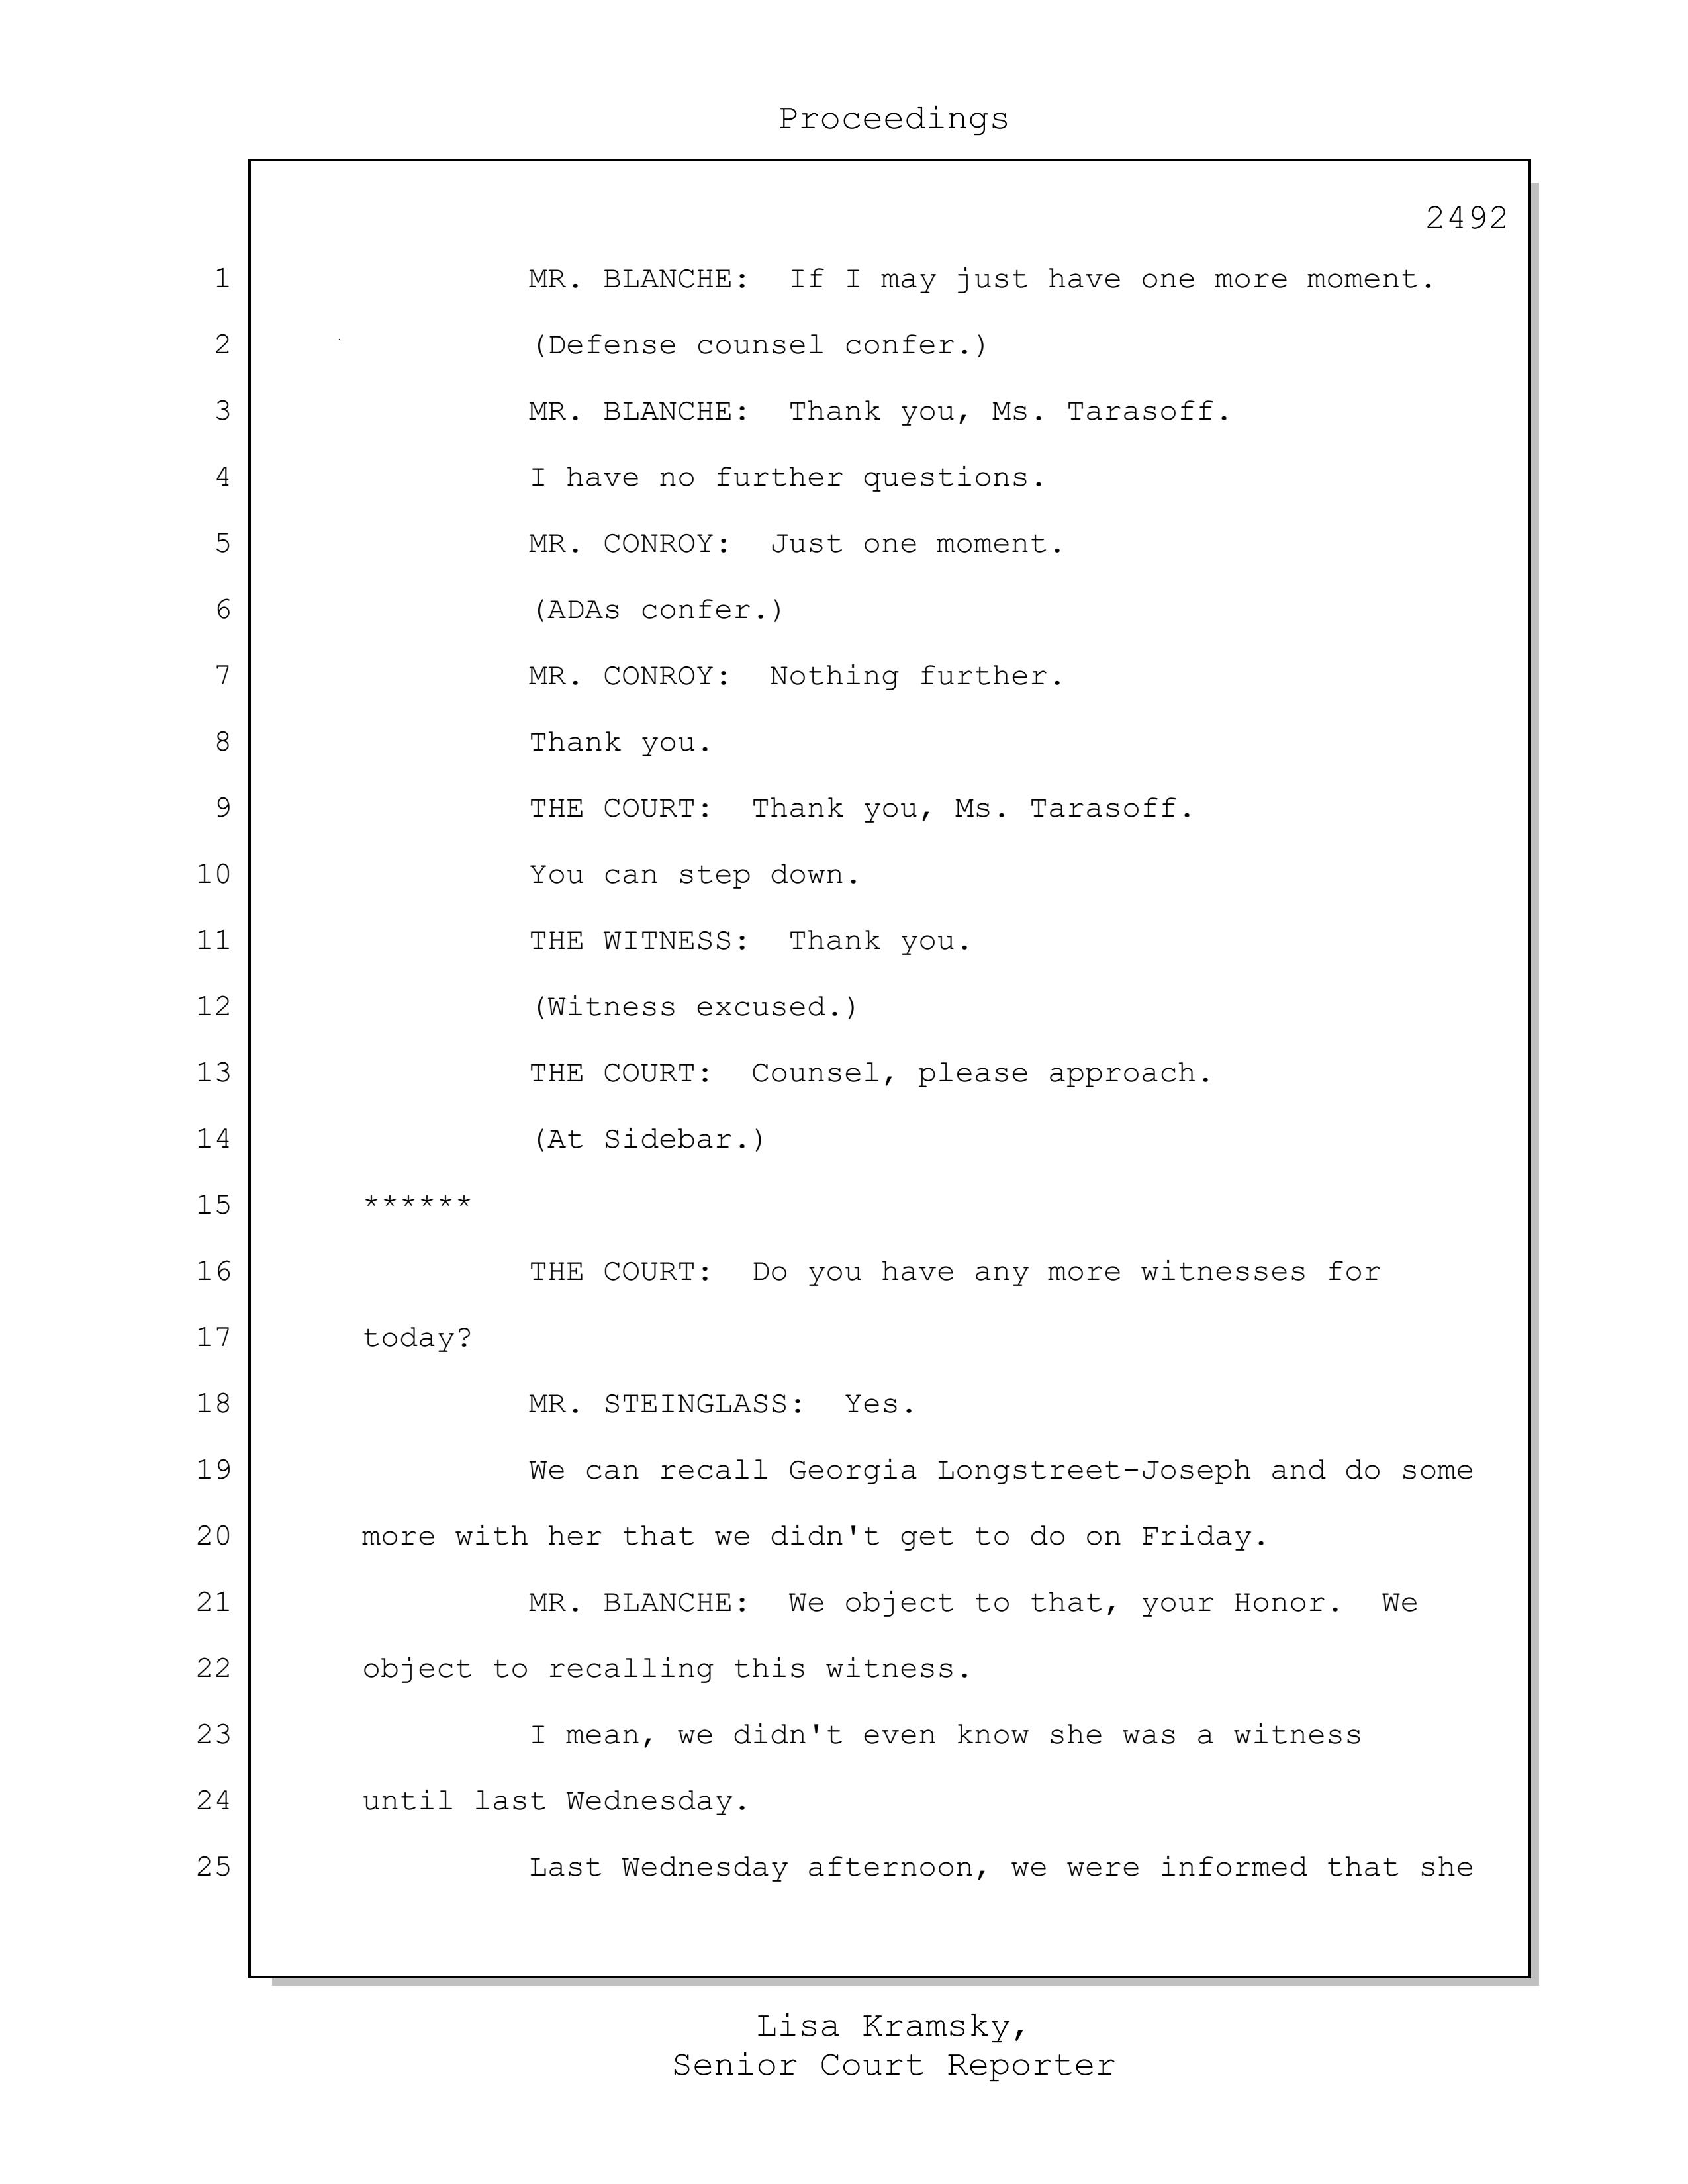 Proceedings
2492
1 MR. BLANCHE: If I may just have one more moment.
2 (Defense counsel confer.)
3 MR. BLANCHE: Thank you, Ms. Tarasoff.
4 I have no further questions.
5 MR. CONROY: Just one moment.
6 (ADAs confer.)
7 MR. CONROY: Nothing further.
8 Thank you.
9 THE COURT: Thank you, Ms. Tarasoff.
10 You can step down.
11 THE WITNESS: Thank you.
12 (Witness excused.)
13 THE COURT: Counsel, please approach.
14 (At Sidebar.)
15 ******
16 THE COURT: Do you have any more witnesses for
17 today?
18 MR. STEINGLASS: Yes.
19 We can recall Georgia Longstreet-Joseph and do some
20 more with her that we didn't get to do on Friday.
21 MR. BLANCHE: We object to that, your Honor. We
22 object to recalling this witness.
23 I mean, we didn't even know she was a witness
24 until last Wednesday.
25 Last Wednesday afternoon, we were informed that she
Lisa Kramsky,
Senior Court Reporter